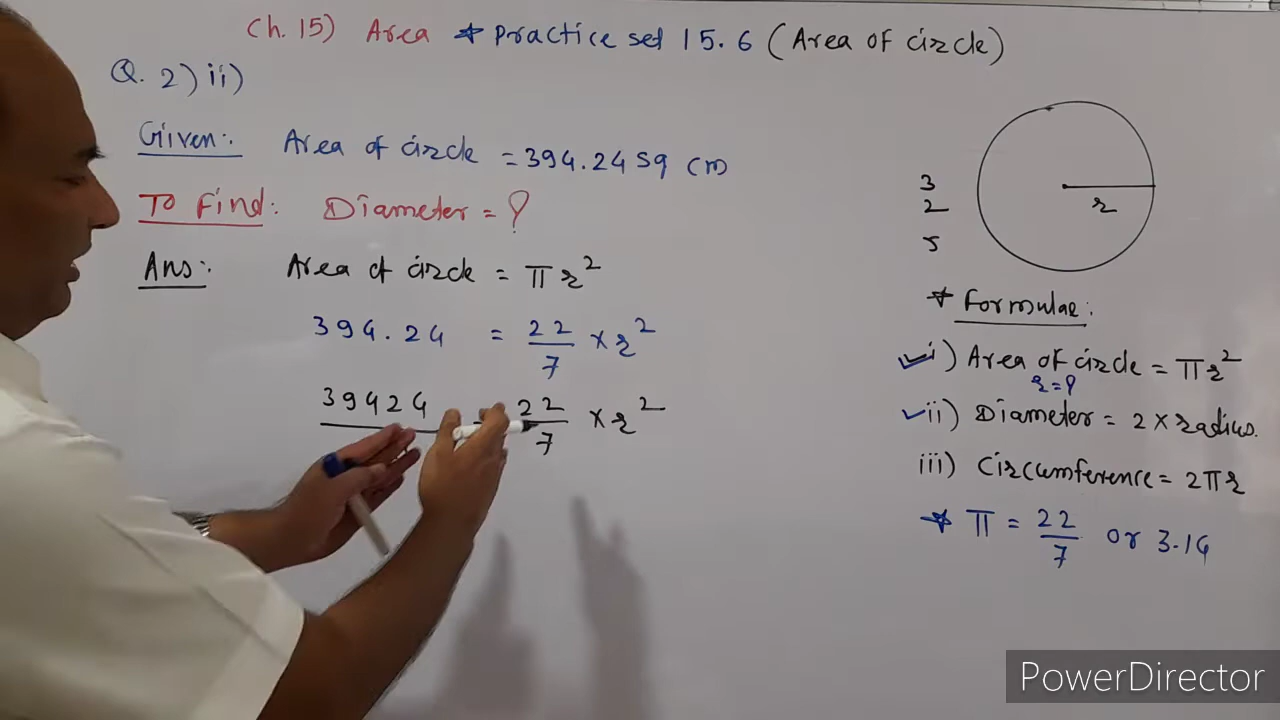 Ch. 15) Area * Practice set 15.6 (Area of circle)
Q. 2) ii)
Given:. Area of circle = 394.24 sq cm
To Find: Diameter = ?
Ans:. Area of circle = πr²
394.24 = 22/7 × r²
39424 = 22/7 × r²
3
2
5
r
* Formulae:
i) Area of circle = πr²
r = ?
ii) Diameter = 2 × radius.
iii) Circumference = 2πr
* π = 22/7 or 3.14
PowerDirector